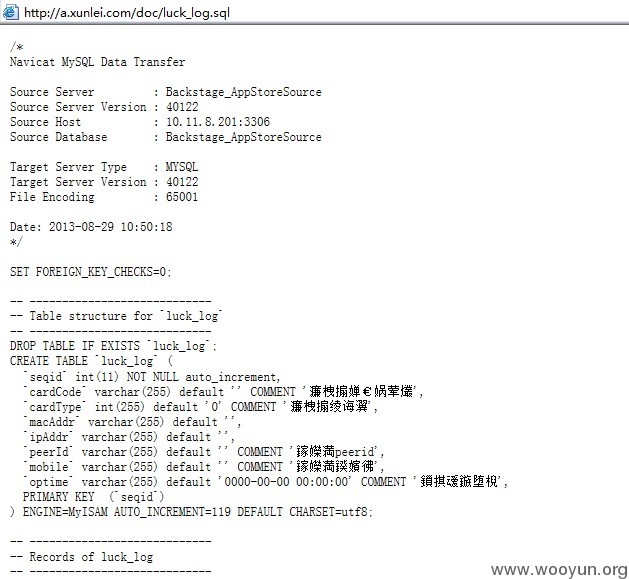 http://a.xunlei.com/doc/luck_log.sql
/*
Navicat MySQL Data Transfer
Source Server : Backstage_AppStoreSource
Source Server Version : 40122
Source Host : 10.11.8.201:3306
Source Database : Backstage_AppStoreSource
Target Server Type : MYSQL
Target Server Version : 40122
File Encoding : 65001
Date: 2013-08-29 10:50:18
*/
SET FOREIGN_KEY_CHECKS=0;
-- ----------------------------
-- Table structure for `luck_log`
-- ----------------------------
DROP TABLE IF EXISTS `luck_log`;
CREATE TABLE `luck_log` (
`seqid` int(11) NOT NULL auto_increment,
`cardCode` varchar(255) default '' COMMENT '
`cardType` int(255) default '0' COMMENT '
`macAddr` varchar(255) default '',
`ipAddr` varchar(255) default '',
`peerId` varchar(255) default '' COMMENT 'peerid',
`mobile` varchar(255) default '' COMMENT '
`optime` varchar(255) default '0000-00-00 00:00:00' COMMENT '
PRIMARY KEY (`seqid`)
) ENGINE=MyISAM AUTO_INCREMENT=119 DEFAULT CHARSET=utf8;
-- ----------------------------
-- Records of luck_log
-- ----------------------------
www.wooyun.org